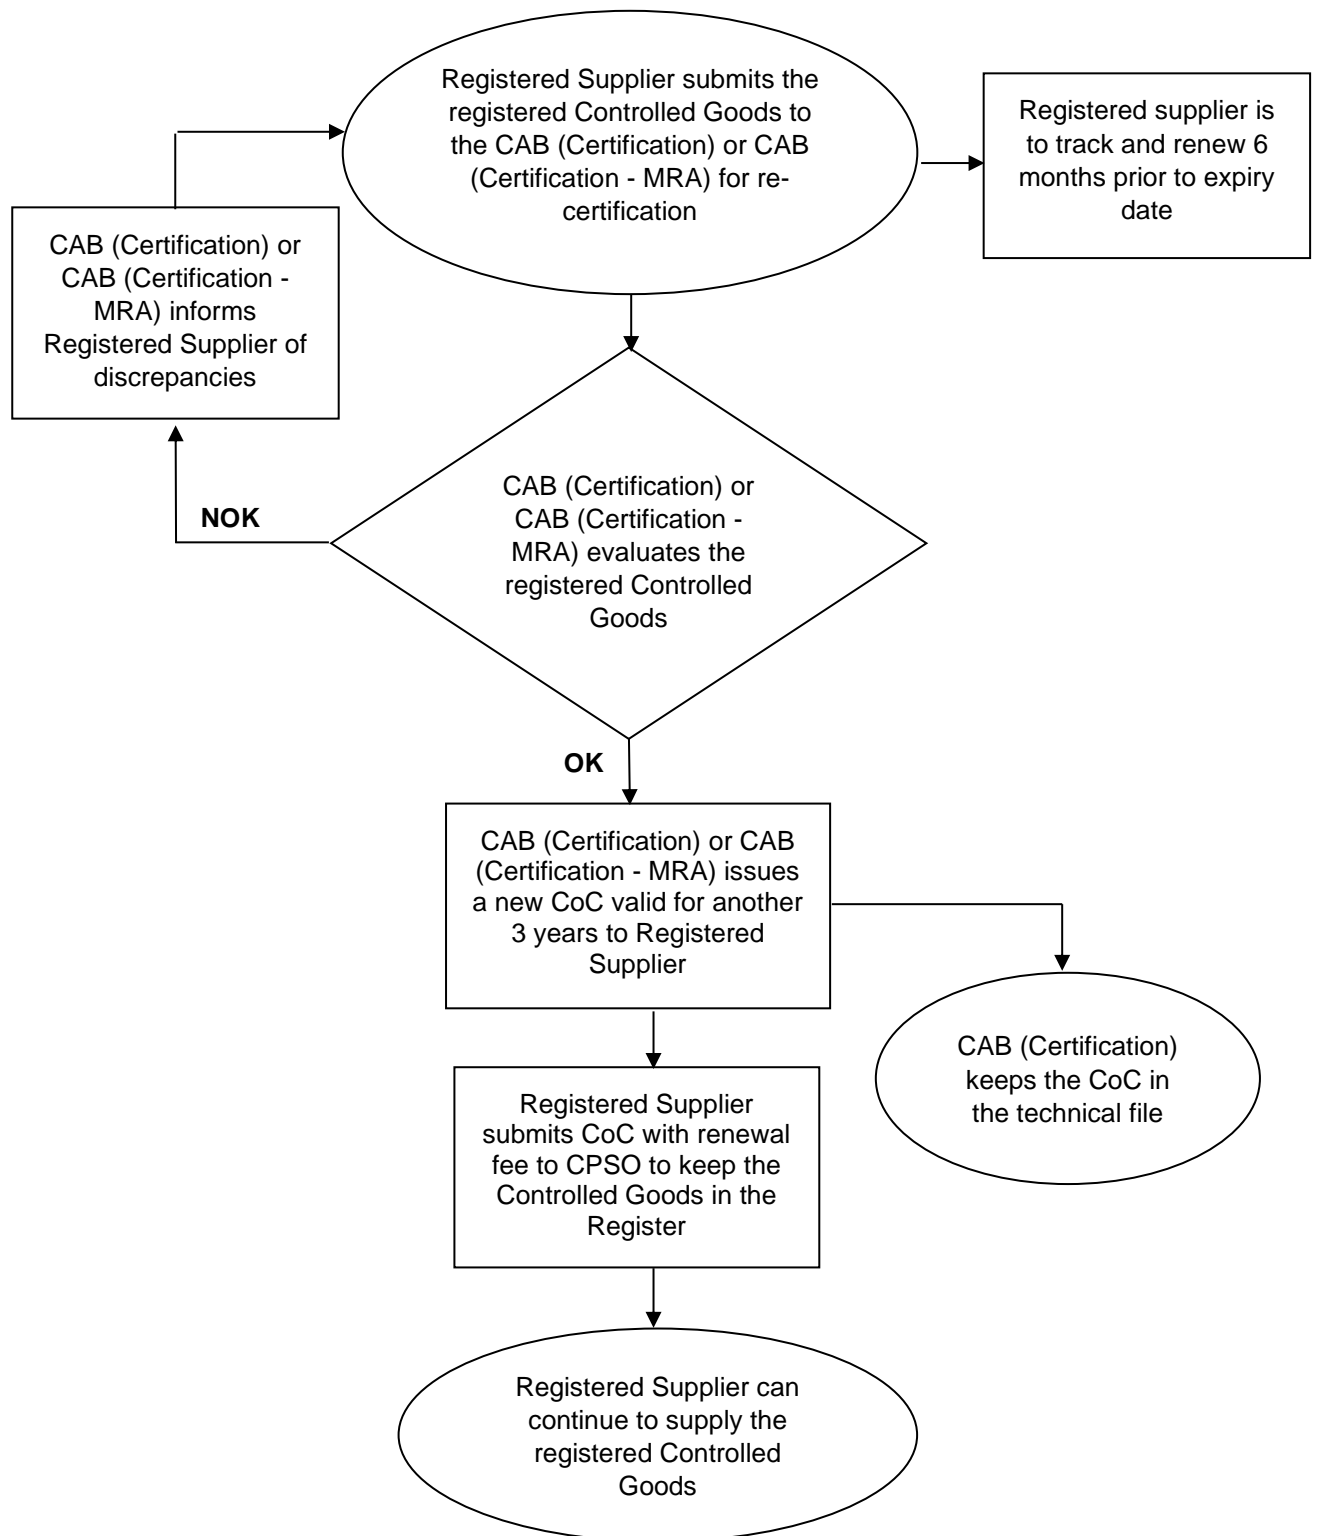 Registered Supplier submits the
registered Controlled Goods to
the CAB (Certification) or CAB
(Certification - MRA) for re-
certification
Registered supplier is
to track and renew 6
months prior to expiry
date
CAB (Certification) or
CAB (Certification -
MRA) informs
Registered Supplier of
discrepancies
CAB (Certification) or
CAB (Certification -
MRA) evaluates the
registered Controlled
Goods
NOK
OK
CAB (Certification) or CAB
(Certification - MRA) issues
a new CoC valid for another
3 years to Registered
Supplier
CAB (Certification)
keeps the CoC in
the technical file
Registered Supplier
submits CoC with renewal
fee to CPSO to keep the
Controlled Goods in the
Register
Registered Supplier can
continue to supply the
registered Controlled
Goods